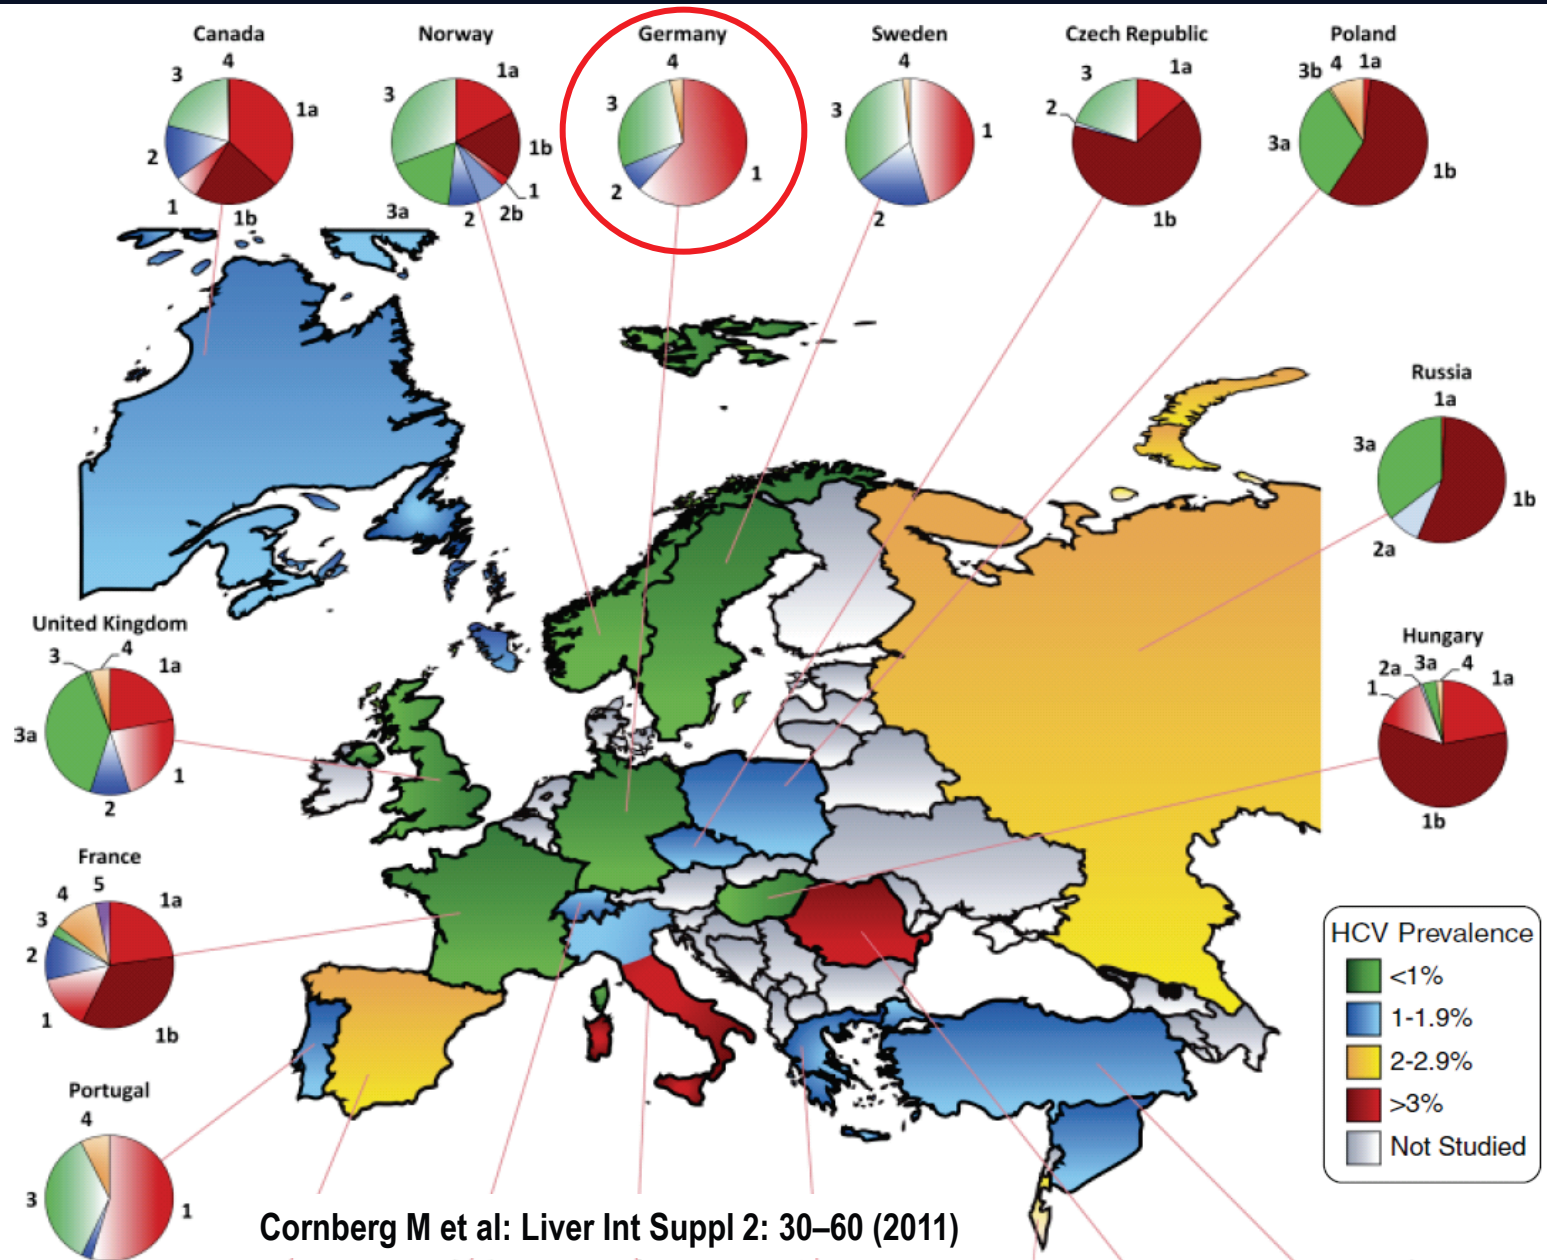 Canada
4
3
1a
2
1
1b
Norway
1a
3
1b
1
2b
2
3a
Germany
4
3
1
2
Sweden
4
3
1
2
Czech Republic
3
1a
2
1b
Poland
3b 4 1a
3a
1b
Russia
1a
3a
1b
2a
United Kingdom
3
4
1a
3a
1
2
Hungary
2a 3a 4
1
1a
1b
France
5
4
1a
3
2
1
1b
HCV Prevalence
<1%
1-1.9%
2-2.9%
>3%
Not Studied
Portugal
4
3
1
Cornberg M et al: Liver Int Suppl 2: 30–60 (2011)